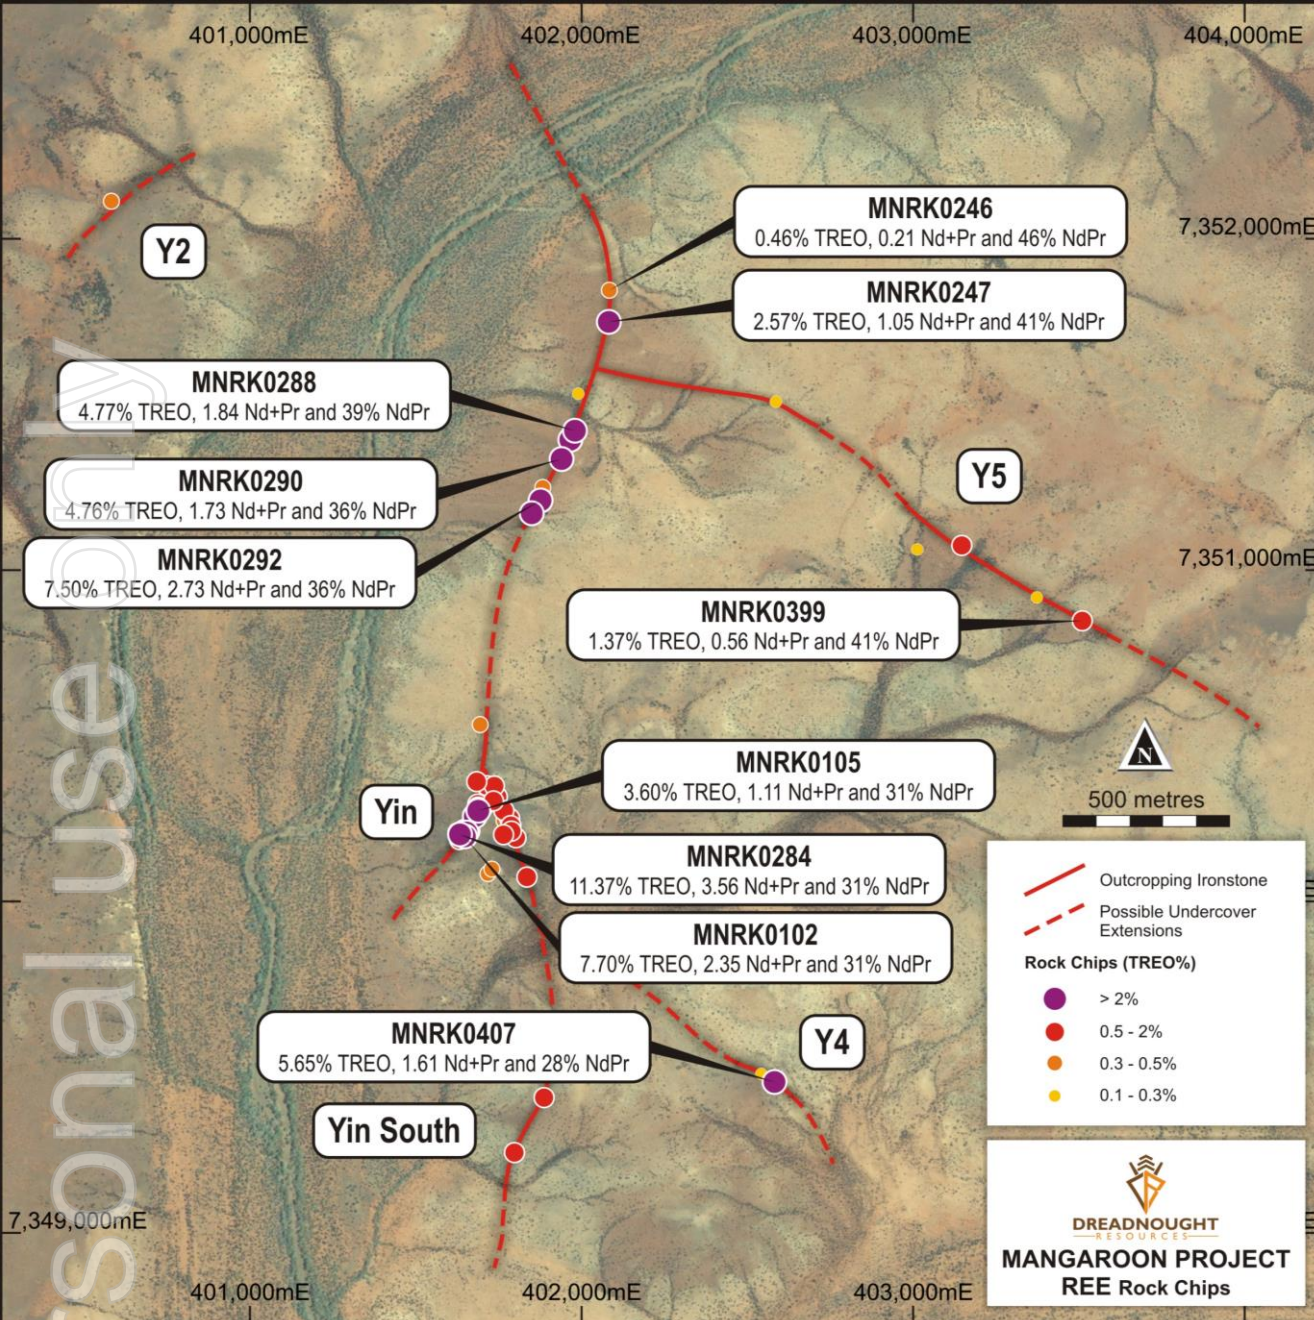 401,000mE
402,000mE
403,000mE
404,000mE
MNRK0246
0.46% TREO, 0.21 Nd+Pr and 46% NdPr
7,352,000mE
Y2
MNRK0247
2.57% TREO, 1.05 Nd+Pr and 41% NdPr
MNRK0288
4.77% TREO, 1.84 Nd+Pr and 39% NdPr
MNRK0290
4.76% TREO, 1.73 Nd+Pr and 36% NdPr
Y5
MNRK0292
7.50% TREO, 2.73 Nd+Pr and 36% NdPr
7,351,000mE
MNRK0399
1.37% TREO, 0.56 Nd+Pr and 41% NdPr
N
500 metres
MNRK0105
3.60% TREO, 1.11 Nd+Pr and 31% NdPr
Yin
MNRK0284
11.37% TREO, 3.56 Nd+Pr and 31% NdPr
MNRK0102
7.70% TREO, 2.35 Nd+Pr and 31% NdPr
MNRK0407
5.65% TREO, 1.61 Nd+Pr and 28% NdPr
Y4
Yin South
Outcropping Ironstone
Possible Undercover
Extensions
Rock Chips (TREO%)
> 2%
0.5 - 2%
0.3 - 0.5%
0.1 - 0.3%
DREADNOUGHT
RESOURCES
MANGAROON PROJECT
REE Rock Chips
7,349,000mE
401,000mE
402,000mE
403,000mE
sonal use only